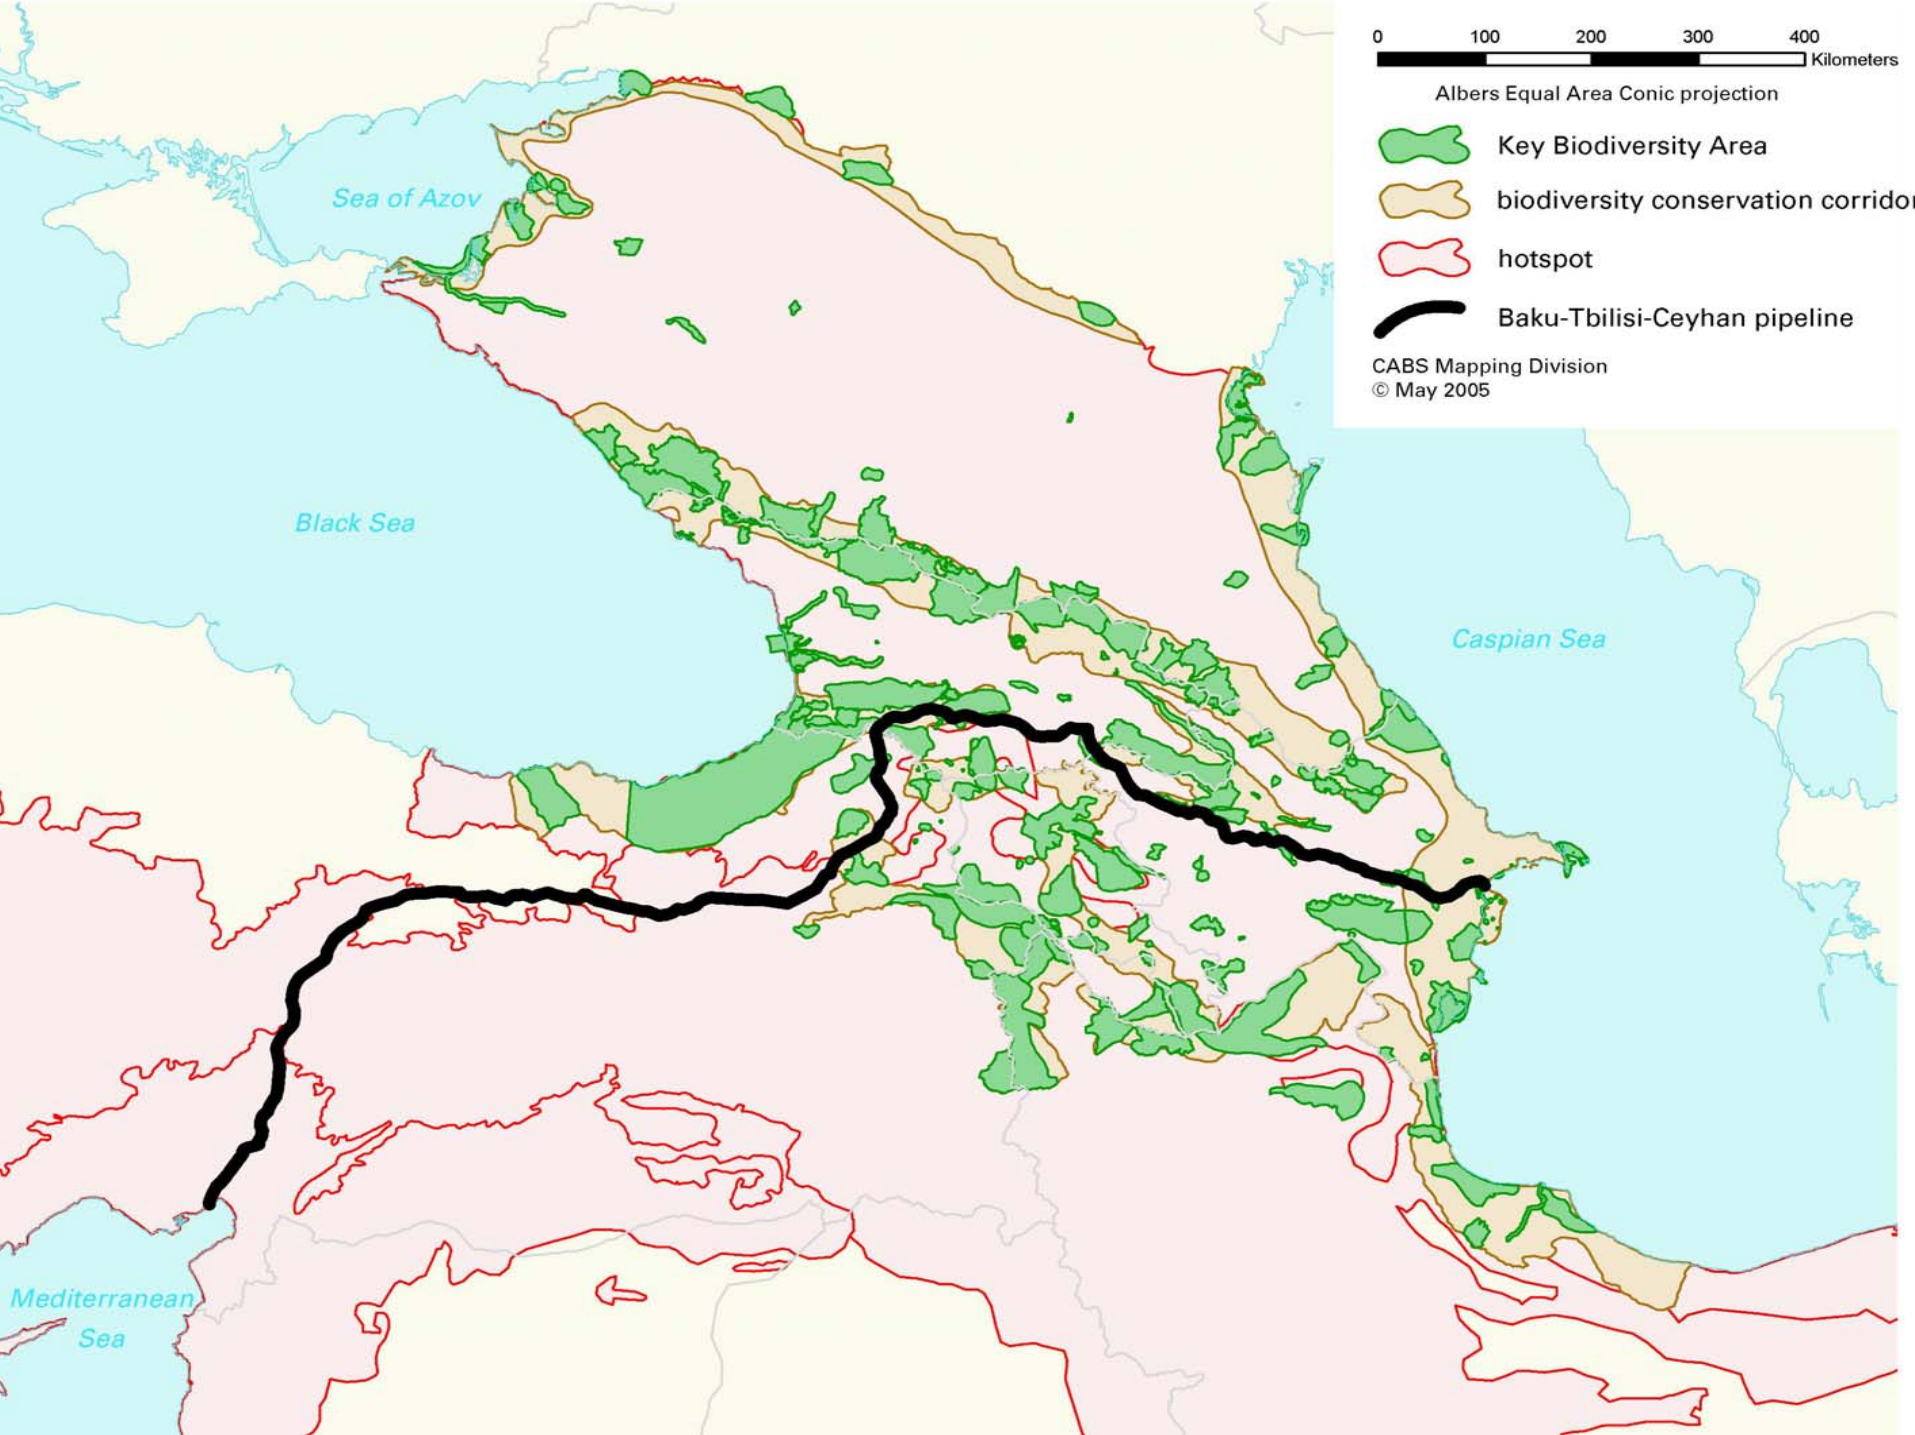 0 100 200 300 400
Kilometers
Albers Equal Area Conic projection
Key Biodiversity Area
biodiversity conservation corridor
hotspot
Baku-Tbilisi-Ceyhan pipeline
CABS Mapping Division
© May 2005
Sea of Azov
Black Sea
Caspian Sea
Mediterranean
Sea